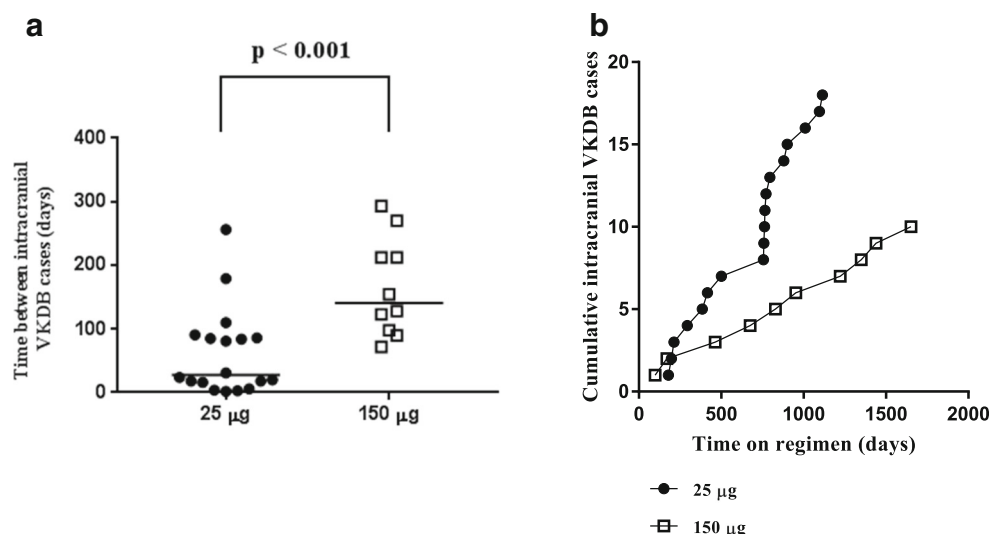 a
p < 0.001
Time between intracranial
VKDB cases (days)
400
300
200
100
0
25 µg
150 µg
b
Cumulative intracranial VKDB cases
20
15
10
5
0
0
500
1000
1500
2000
Time on regimen (days)
25 µg
150 µg